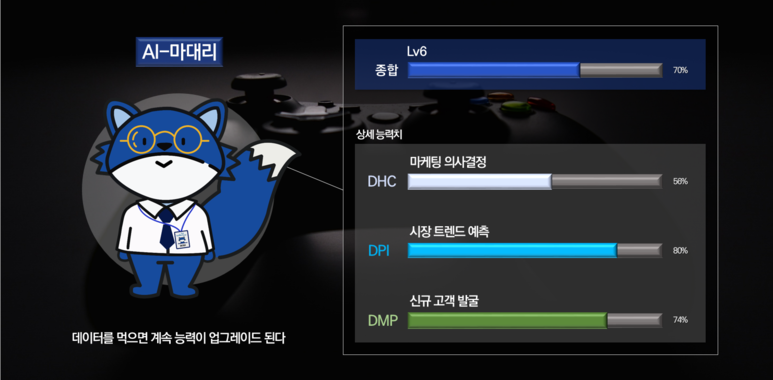 AI-마대리
Lv6
종합 70%
상세 능력치
마케팅 의사결정
DHC 56%
시장 트렌드 예측
DPI 80%
신규 고객 발굴
DMP 74%
데이터를 먹으면 계속 능력이 업그레이드 된다